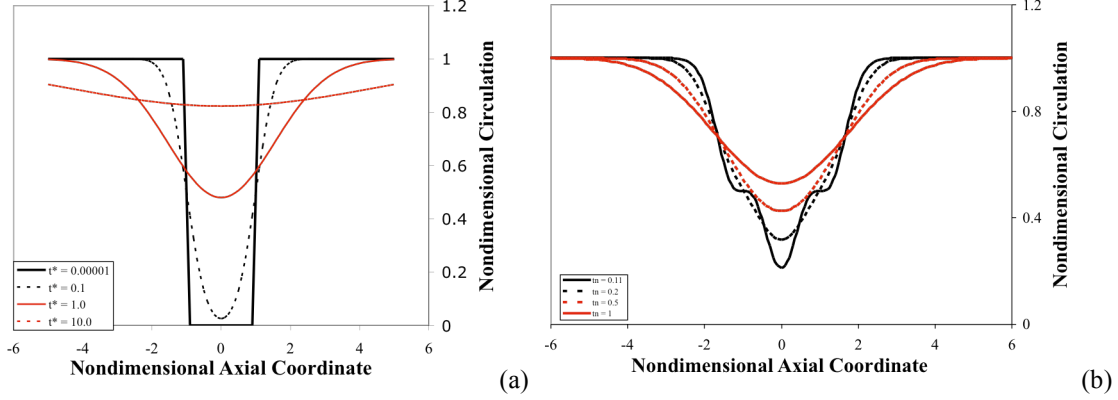 1.2
1
0.8
0.6
0.4
0.2
0
Nondimensional Circulation
t* = 0.00001
t* = 0.1
t* = 1.0
t* = 10.0
-6 -4 -2 0 2 4 6
Nondimensional Axial Coordinate
(a)
1.2
0.8
0.4
0
Nondimensional Circulation
tn = 0.11
tn = 0.2
tn = 0.5
tn = 1
-6 -4 -2 0 2 4 6
Nondimensional Axial Coordinate
(b)